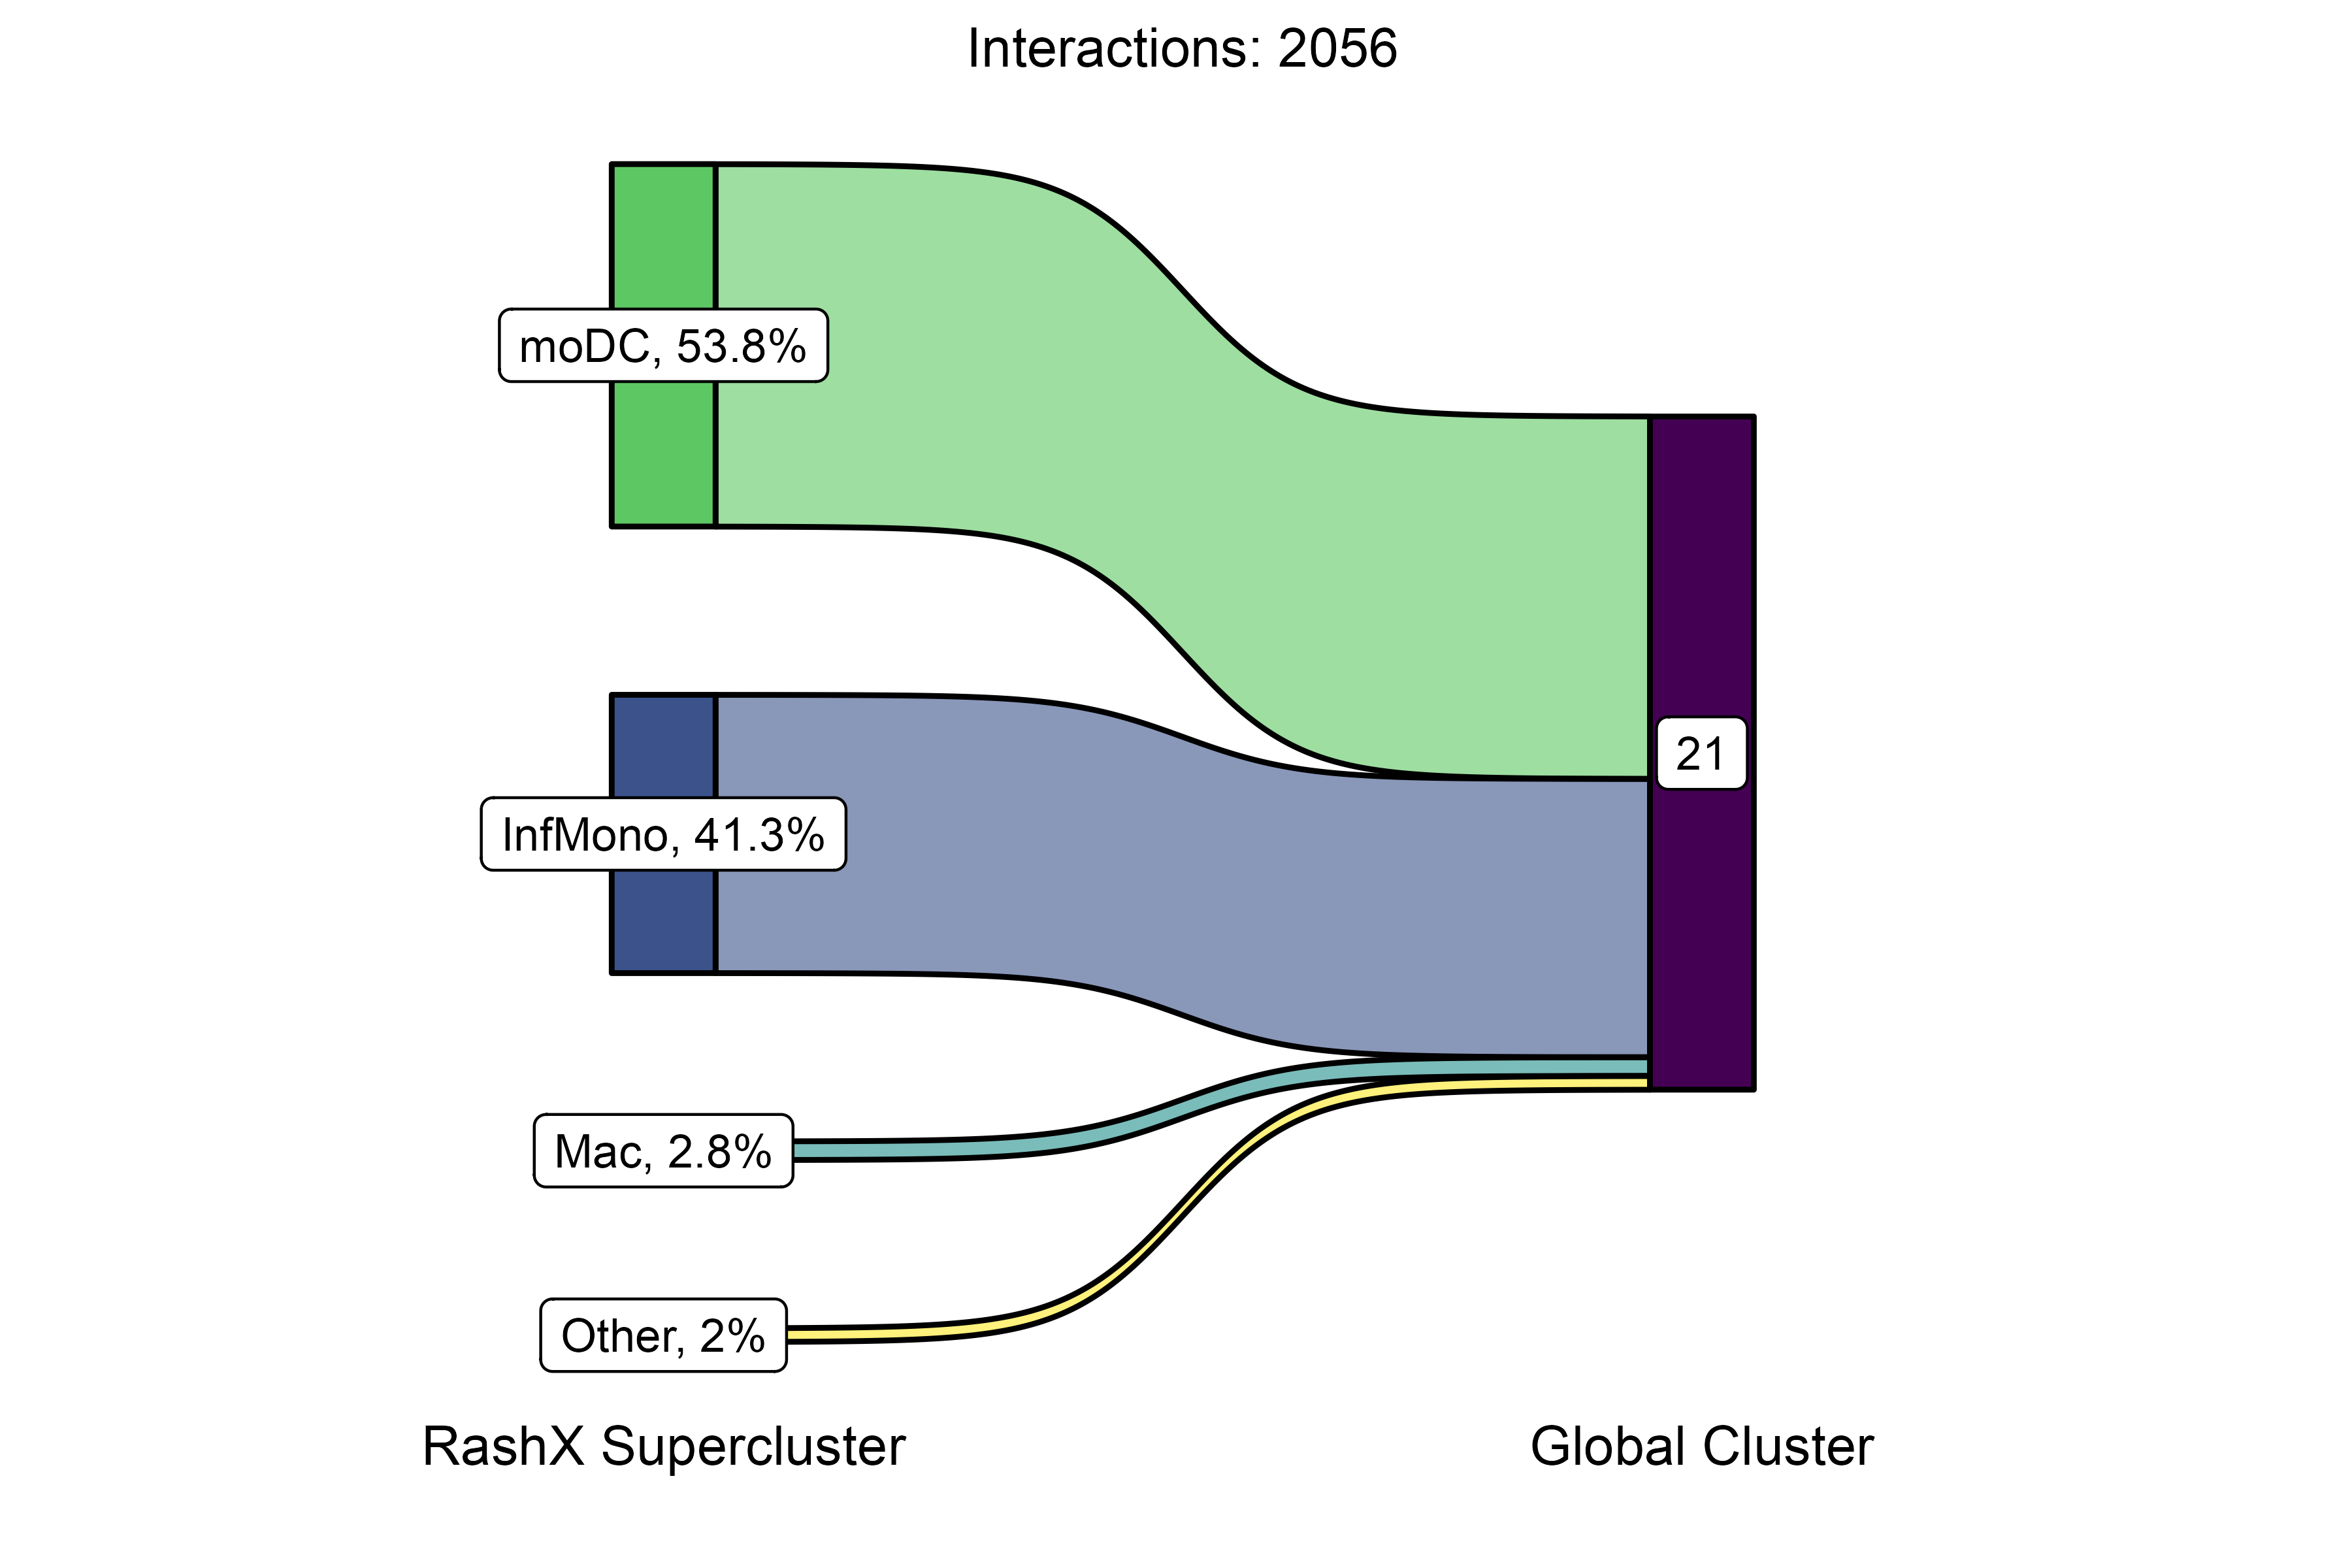 Interactions: 2056
moDC, 53.8%
21
InfMono, 41.3%
Mac, 2.8%
Other, 2%
RashX Supercluster
Global Cluster